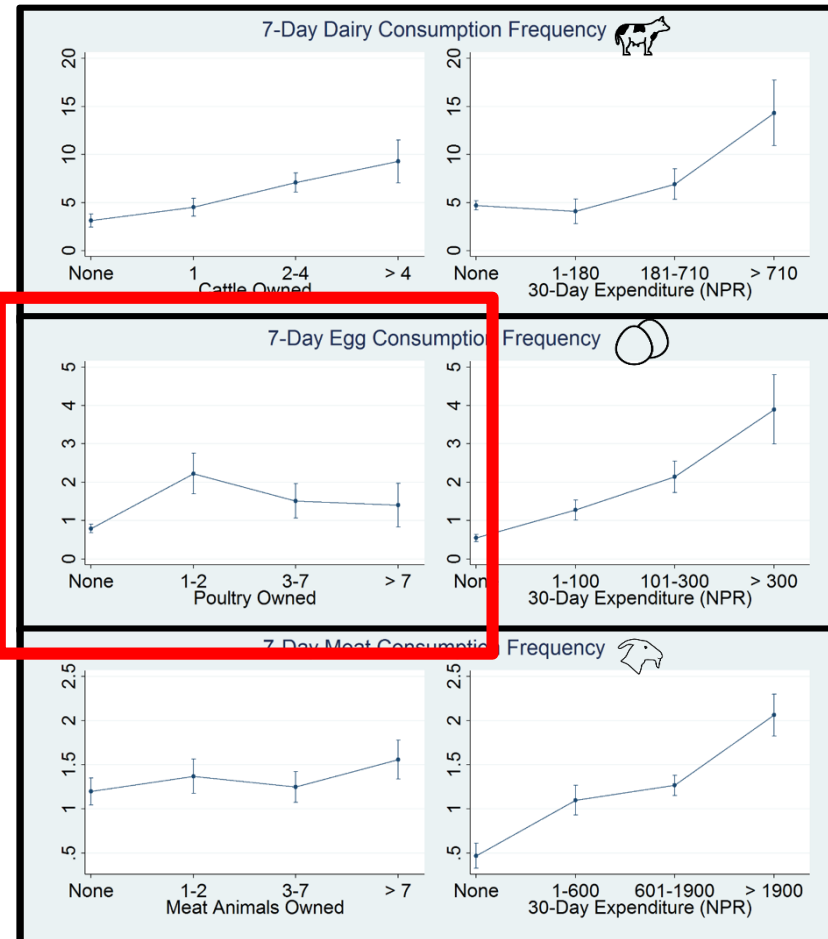 7-Day Dairy Consumption Frequency
20
15
10
5
0
None 1 2-4 > 4
Cattle Owned
20
15
10
5
0
None 1-180 181-710 > 710
30-Day Expenditure (NPR)
7-Day Egg Consumption Frequency
5
4
3
2
1
0
None 1-2 3-7 > 7
Poultry Owned
5
4
3
2
1
0
None 1-100 101-300 > 300
30-Day Expenditure (NPR)
7-Day Meat Consumption Frequency
2.5
2
1.5
1
.5
None 1-2 3-7 > 7
Meat Animals Owned
2.5
2
1.5
1
.5
None 1-600 601-1900 > 1900
30-Day Expenditure (NPR)